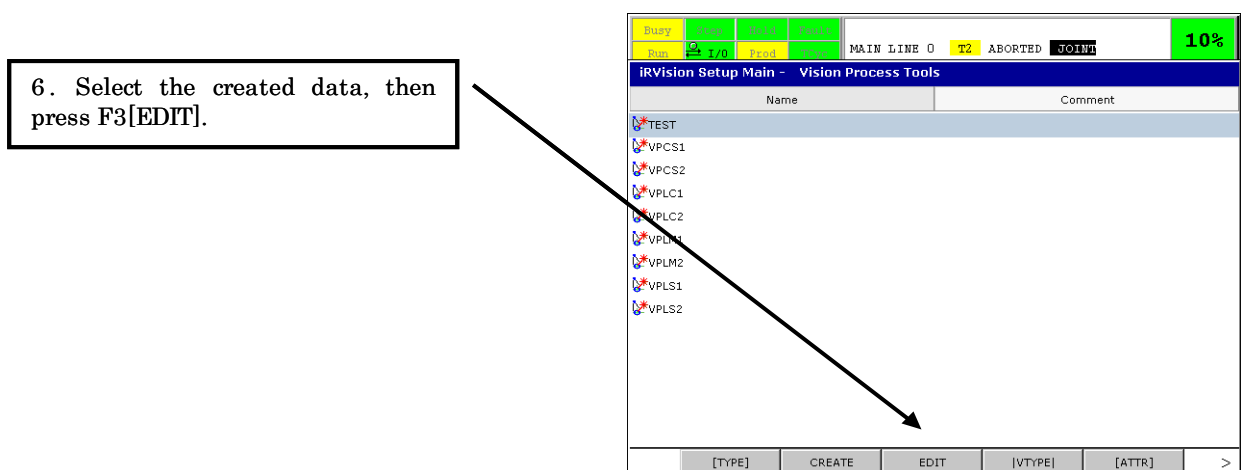 6. Select the created data, then
press F3[EDIT].
Busy Step Hold Fault
Run I/O Prod TCyc
MAIN LINE 0 T2 ABORTED JOINT
10%
iRVision Setup Main - Vision Process Tools
Name Comment
TEST
VPCS1
VPCS2
VPLC1
VPLC2
VPLM1
VPLM2
VPLS1
VPLS2
[TYPE] CREATE EDIT |VTYPE| [ATTR] >